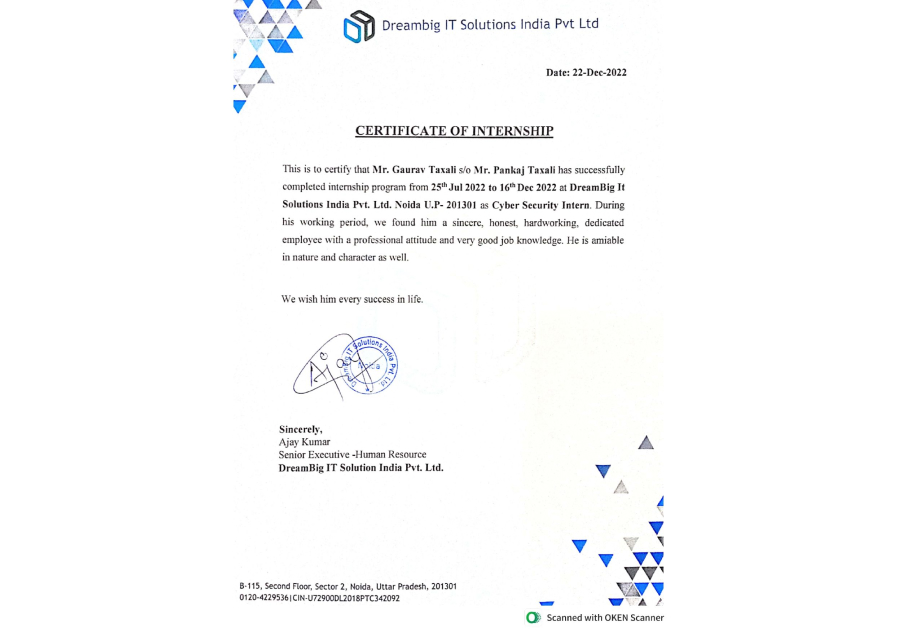 Dreambig IT Solutions India Pvt Ltd
Date: 22-Dec-2022
CERTIFICATE OF INTERNSHIP
This is to certify that Mr. Gaurav Taxali s/o Mr. Pankaj Taxali has successfully
completed internship program from 25th Jul 2022 to 16th Dec 2022 at DreamBig It
Solutions India Pvt. Ltd. Noida U.P- 201301 as Cyber Security Intern. During
his working period, we found him a sincere, honest, hardworking, dedicated
employee with a professional attitude and very good job knowledge. He is amiable
in nature and character as well.
We wish him every success in life.
Dreambig IT Solutions India Pvt Ltd
Noida
Sincerely,
Ajay Kumar
Senior Executive -Human Resource
DreamBig IT Solution India Pvt. Ltd.
B-115, Second Floor, Sector 2, Noida, Uttar Pradesh, 201301
0120-4229536|CIN-U72900DL2018PTC342092
Scanned with OKEN Scanner